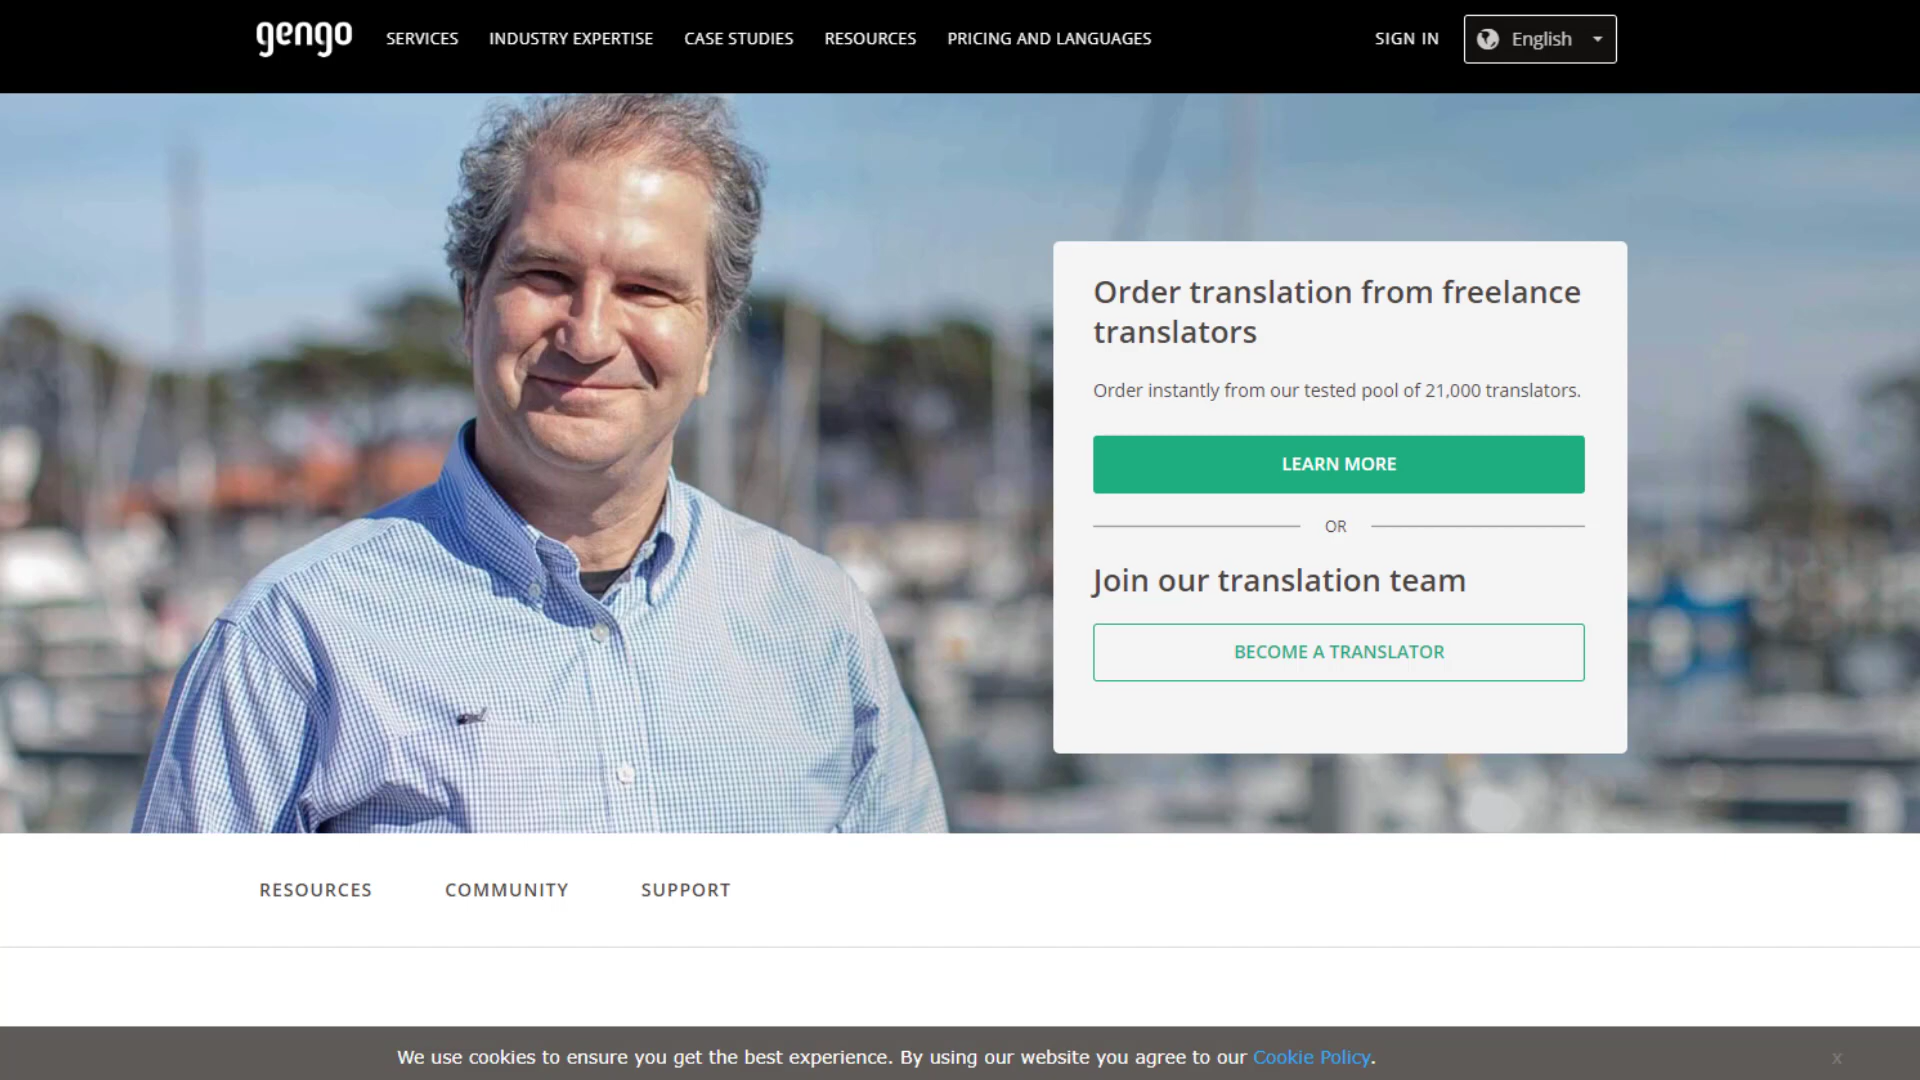 gengo SERVICES INDUSTRY EXPERTISE CASE STUDIES RESOURCES PRICING AND LANGUAGES SIGN IN English
Order translation from freelance
translators
Order instantly from our tested pool of 21,000 translators.
LEARN MORE
OR
Join our translation team
BECOME A TRANSLATOR
RESOURCES COMMUNITY SUPPORT
We use cookies to ensure you get the best experience. By using our website you agree to our Cookie Policy. x